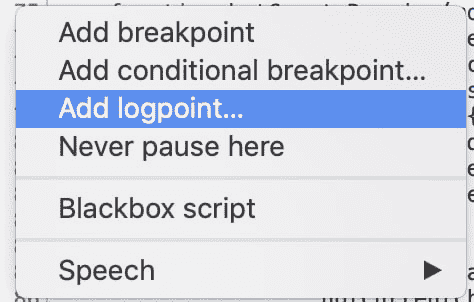 Add breakpoint
Add conditional breakpoint...
Add logpoint...
Never pause here
Blackbox script
Speech